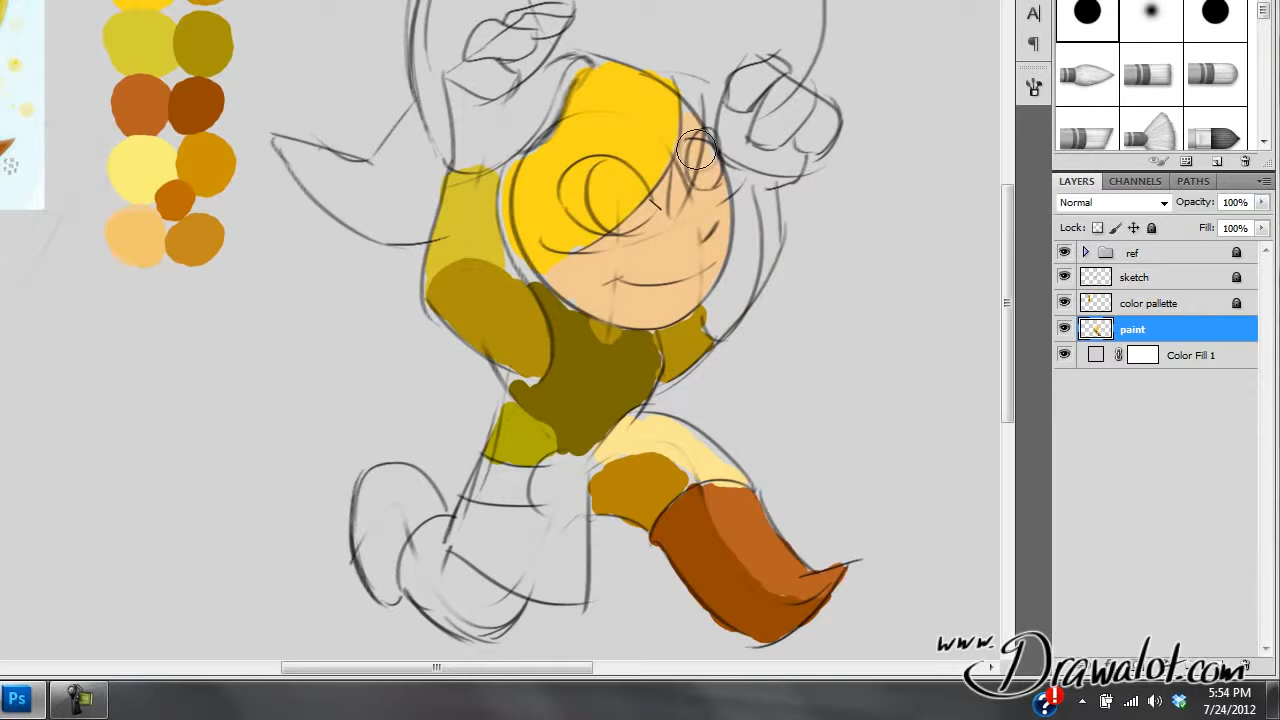 A|
¶
LAYERS CHANNELS PATHS
Normal Opacity: 100%
Lock: Fill: 100%
ref
sketch
color pallette
paint
Color Fill 1
www.
Drawalot.com
Ps
5:54 PM
7/24/2012